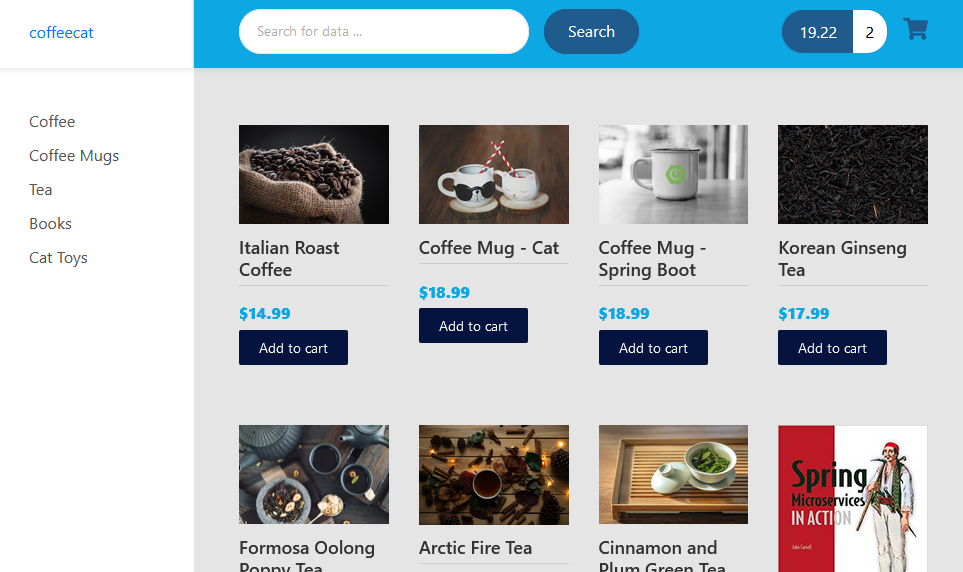 coffeecat
Search for data ...
Search
19.22
2
Coffee
Coffee Mugs
Tea
Books
Cat Toys
Italian Roast
Coffee
$14.99
Add to cart
Coffee Mug - Cat
$18.99
Add to cart
Coffee Mug -
Spring Boot
$18.99
Add to cart
Korean Ginseng
Tea
$17.99
Add to cart
Formosa Oolong
Poppy Tea
Arctic Fire Tea
Cinnamon and
Plum Green Tea
Spring
Microservices
IN ACTION
John Carnell